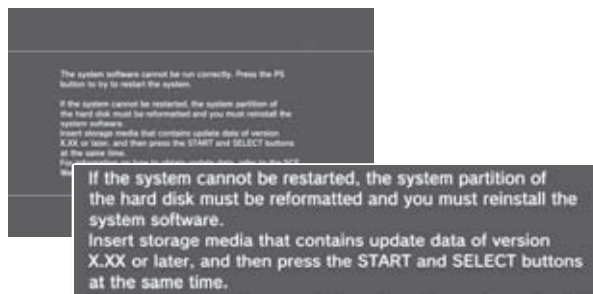 The system software cannot be run correctly. Press the PS
button to try to restart the system.
If the system cannot be restarted, the system partition of
the hard disk must be reformatted and you must reinstall the
system software.
Insert storage media that contains update data of version
X.XX or later, and then press the START and SELECT buttons
at the same time.
If the system cannot be restarted, the system partition of
the hard disk must be reformatted and you must reinstall the
system software.
Insert storage media that contains update data of version
X.XX or later, and then press the START and SELECT buttons
at the same time.